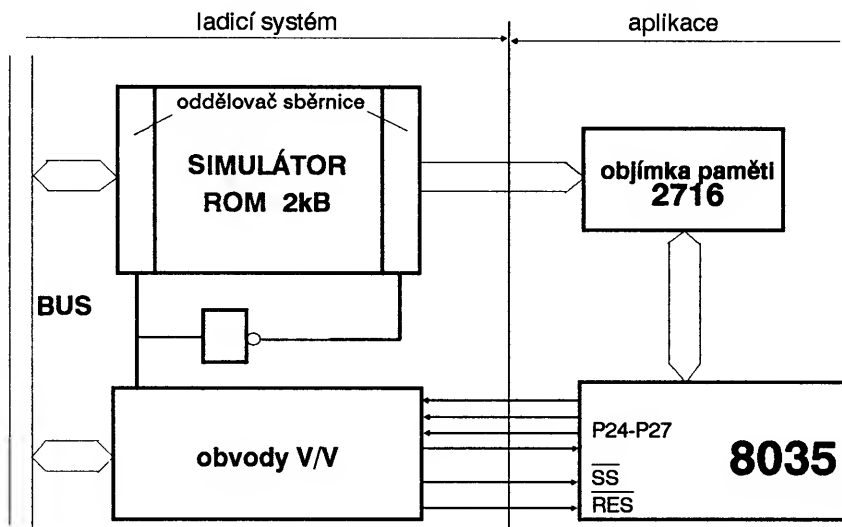 ladicí systém
aplikace
oddělovač sběrnice
SIMULÁTOR
ROM 2kB
objímka paměti
2716
BUS
obvody V/V
P24-P27
8035
SS
RES